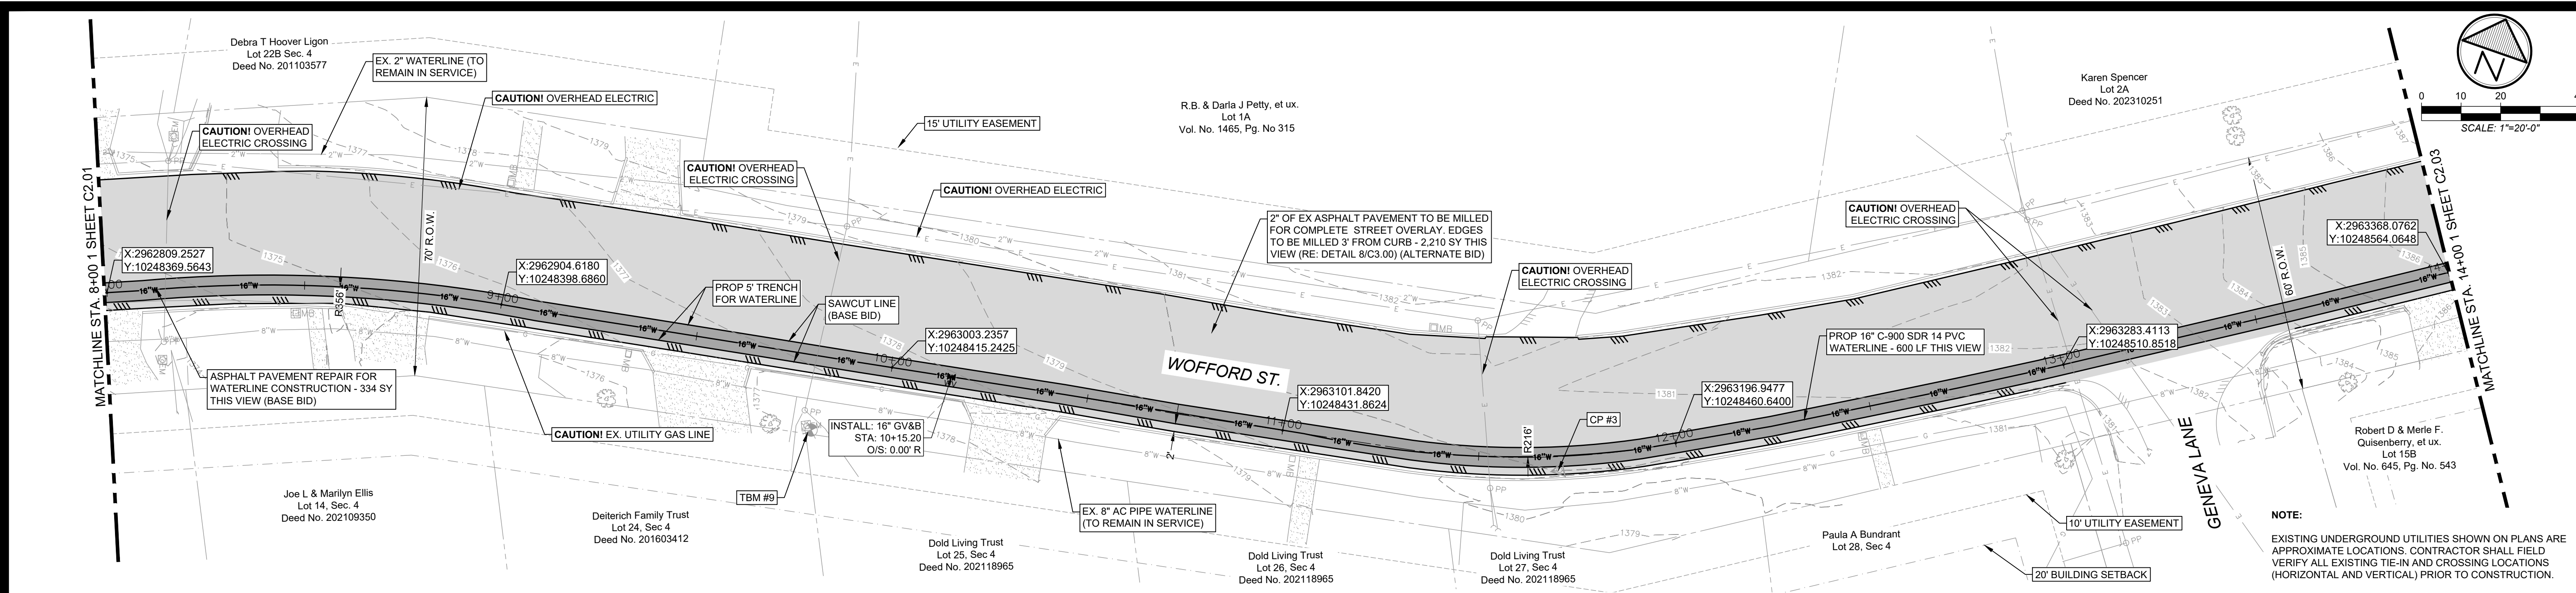 Debra T Hoover Ligon
Lot 22B Sec. 4
Deed No. 201103577
EX. 2" WATERLINE (TO
REMAIN IN SERVICE)
CAUTION! OVERHEAD ELECTRIC
CAUTION! OVERHEAD
ELECTRIC CROSSING
15' UTILITY EASEMENT
R.B. & Darla J Petty, et ux.
Lot 1A
Vol. No. 1465, Pg. No 315
Karen Spencer
Lot 2A
Deed No. 202310251
N
0 10 20
SCALE: 1"=20'-0"
MATCHLINE STA. 8+00 1 SHEET C2.01
MATCHLINE STA. 14+00 1 SHEET C2.03
CAUTION! OVERHEAD
ELECTRIC CROSSING
CAUTION! OVERHEAD ELECTRIC
2" OF EX ASPHALT PAVEMENT TO BE MILLED
FOR COMPLETE STREET OVERLAY. EDGES
TO BE MILLED 3' FROM CURB - 2,210 SY THIS
VIEW (RE: DETAIL 8/C3.00) (ALTERNATE BID)
CAUTION! OVERHEAD
ELECTRIC CROSSING
CAUTION! OVERHEAD
ELECTRIC CROSSING
X:2963368.0762
Y:10248564.0648
X:2962809.2527
Y:10248369.5643
70' R.O.W.
60' R.O.W.
R356'
X:2962904.6180
Y:10248398.6860
9+00
PROP 5' TRENCH
FOR WATERLINE
SAWCUT LINE
(BASE BID)
X:2963003.2357
Y:10248415.2425
10+00
WOFFORD ST.
X:2963101.8420
Y:10248431.8624
11+00
R216'
CP #3
X:2963196.9477
Y:10248460.6400
12+00
PROP 16" C-900 SDR 14 PVC
WATERLINE - 600 LF THIS VIEW
X:2963283.4113
Y:10248510.8518
13+00
ASPHALT PAVEMENT REPAIR FOR
WATERLINE CONSTRUCTION - 334 SY
THIS VIEW (BASE BID)
CAUTION! EX. UTILITY GAS LINE
INSTALL: 16" GV&B
STA: 10+15.20
O/S: 0.00' R
2'
TBM #9
EX. 8" AC PIPE WATERLINE
(TO REMAIN IN SERVICE)
GENEVA LANE
10' UTILITY EASEMENT
20' BUILDING SETBACK
Joe L & Marilyn Ellis
Lot 14, Sec. 4
Deed No. 202109350
Deiterich Family Trust
Lot 24, Sec 4
Deed No. 201603412
Dold Living Trust
Lot 25, Sec 4
Deed No. 202118965
Dold Living Trust
Lot 26, Sec 4
Deed No. 202118965
Dold Living Trust
Lot 27, Sec 4
Deed No. 202118965
Paula A Bundrant
Lot 28, Sec 4
Robert D & Merle F.
Quisenberry, et ux.
Lot 15B
Vol. No. 645, Pg. No. 543
NOTE:
EXISTING UNDERGROUND UTILITIES SHOWN ON PLANS ARE
APPROXIMATE LOCATIONS. CONTRACTOR SHALL FIELD
VERIFY ALL EXISTING TIE-IN AND CROSSING LOCATIONS
(HORIZONTAL AND VERTICAL) PRIOR TO CONSTRUCTION.